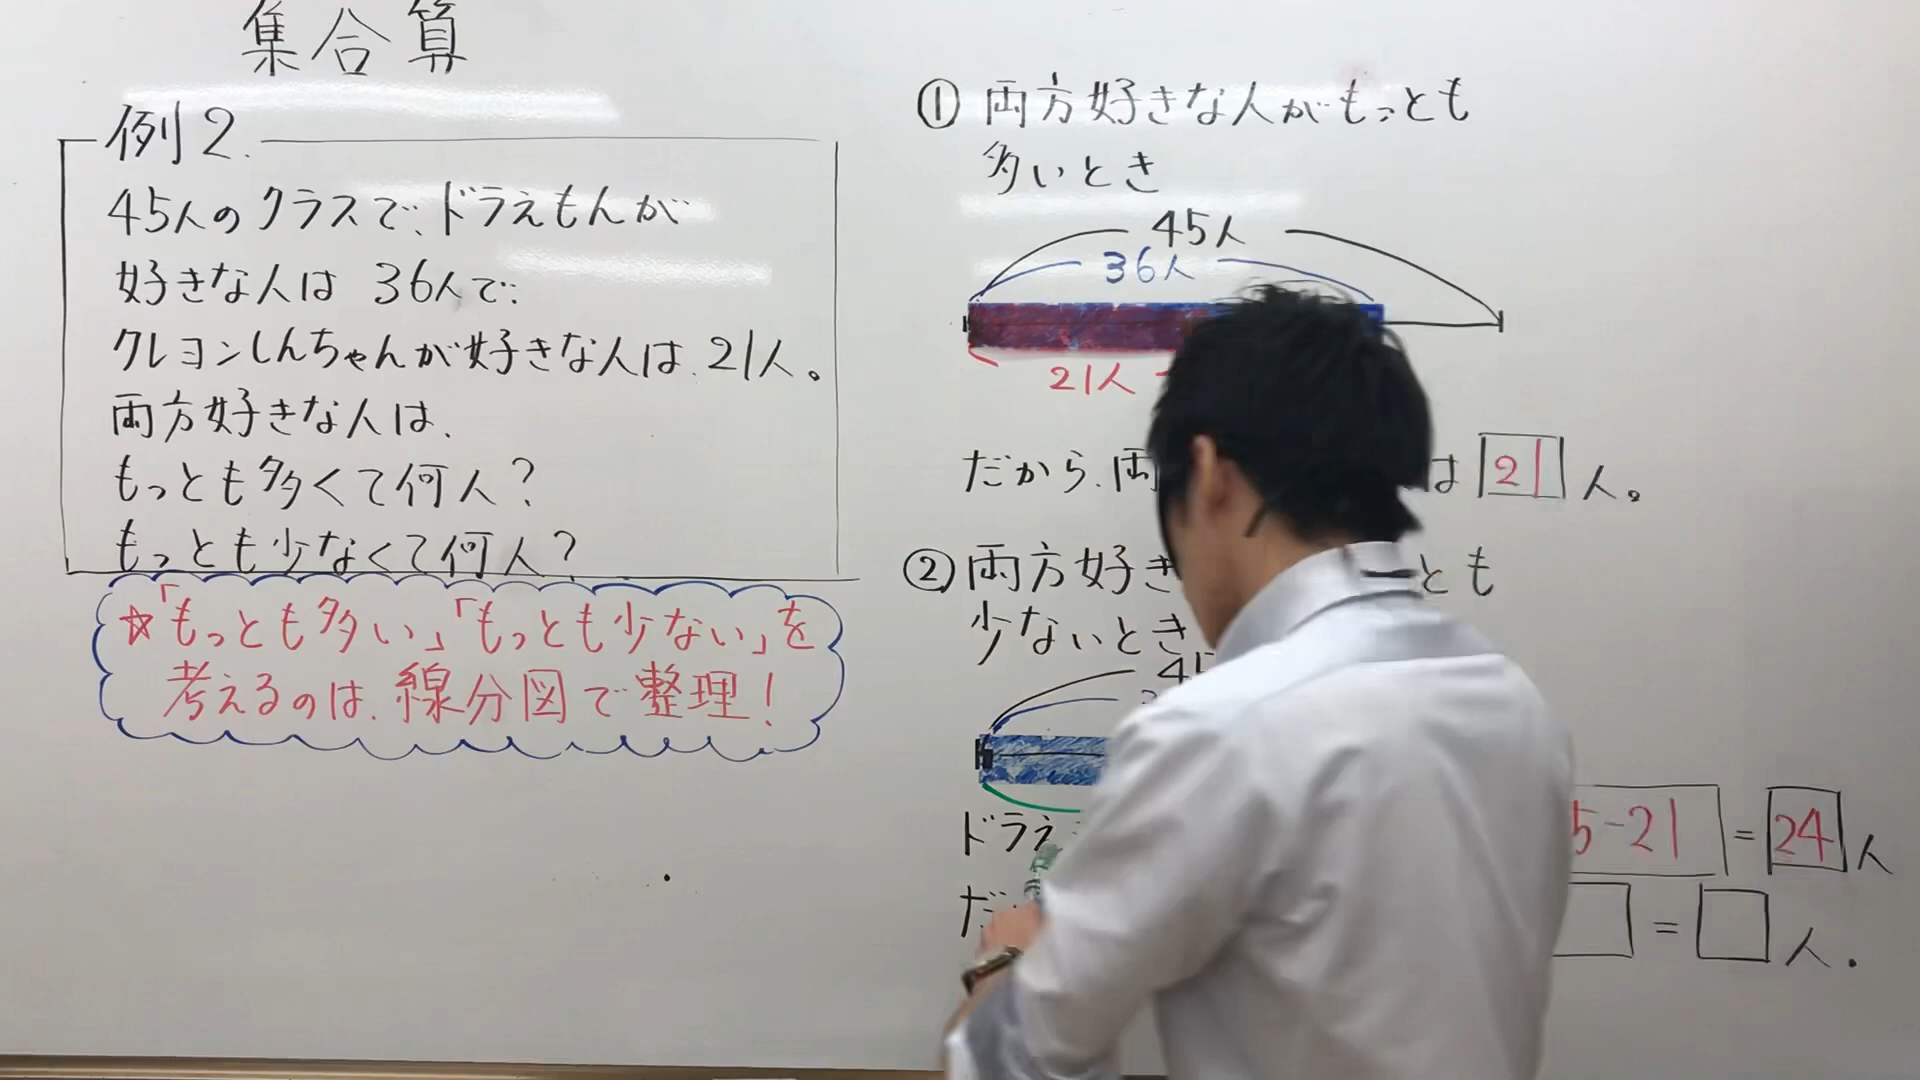 集合算
例2.
45人のクラスで、ドラえもんが
好きな人は 36人で、
クレヨンしんちゃんが好きな人は、21人。
両方好きな人は、
もっとも多くて何人？
もっとも少なくて何人？
☆「もっとも多い」「もっとも少ない」を
考えるのは、線分図で整理！
① 両方好きな人がもっとも
多いとき
45人
36人
21人
だから、両 は 21 人。
② 両方好き とも
少ないとき
ドラえ 5-21 = 24 人
だ = 人.